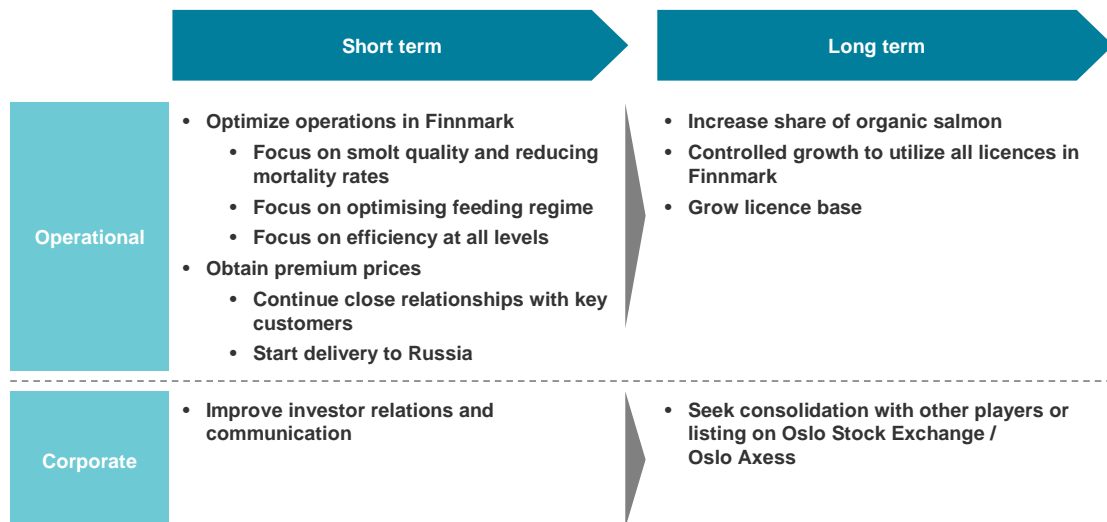 Short term
Long term
Operational
• Optimize operations in Finnmark
• Focus on smolt quality and reducing
mortality rates
• Focus on optimising feeding regime
• Focus on efficiency at all levels
• Obtain premium prices
• Continue close relationships with key
customers
• Start delivery to Russia
• Increase share of organic salmon
• Controlled growth to utilize all licences in
Finnmark
• Grow licence base
Corporate
• Improve investor relations and
communication
• Seek consolidation with other players or
listing on Oslo Stock Exchange /
Oslo Axess